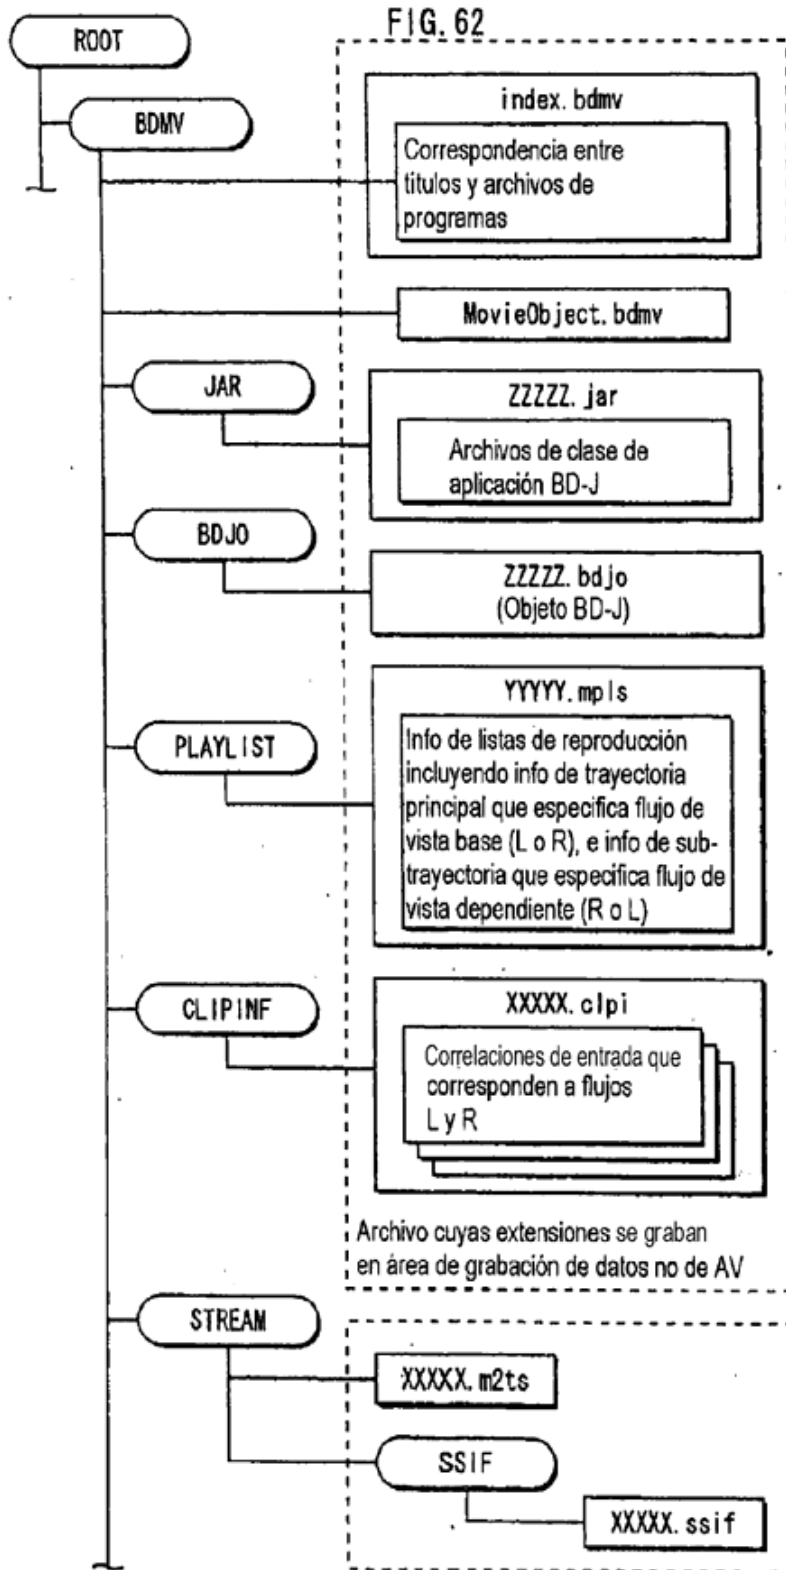 FIG. 62
ROOT
BDMV
index.bdmv
Correspondencia entre
títulos y archivos de
programas
MovieObject.bdmv
JAR
ZZZZZ.jar
Archivos de clase de
aplicación BD-J
BDJO
ZZZZZ.bdjo
(Objeto BD-J)
PLAYLIST
YYYYY.mpls
Info de listas de reproducción
incluyendo info de trayectoria
principal que especifica flujo de
vista base (L o R), e info de sub-
trayectoria que especifica flujo de
vista dependiente (R o L)
CLIPINF
XXXXX.clpi
Correlaciones de entrada que
corresponden a flujos
L y R
Archivo cuyas extensiones se graban
en área de grabación de datos no de AV
STREAM
XXXXX.m2ts
SSIF
XXXXX.ssif